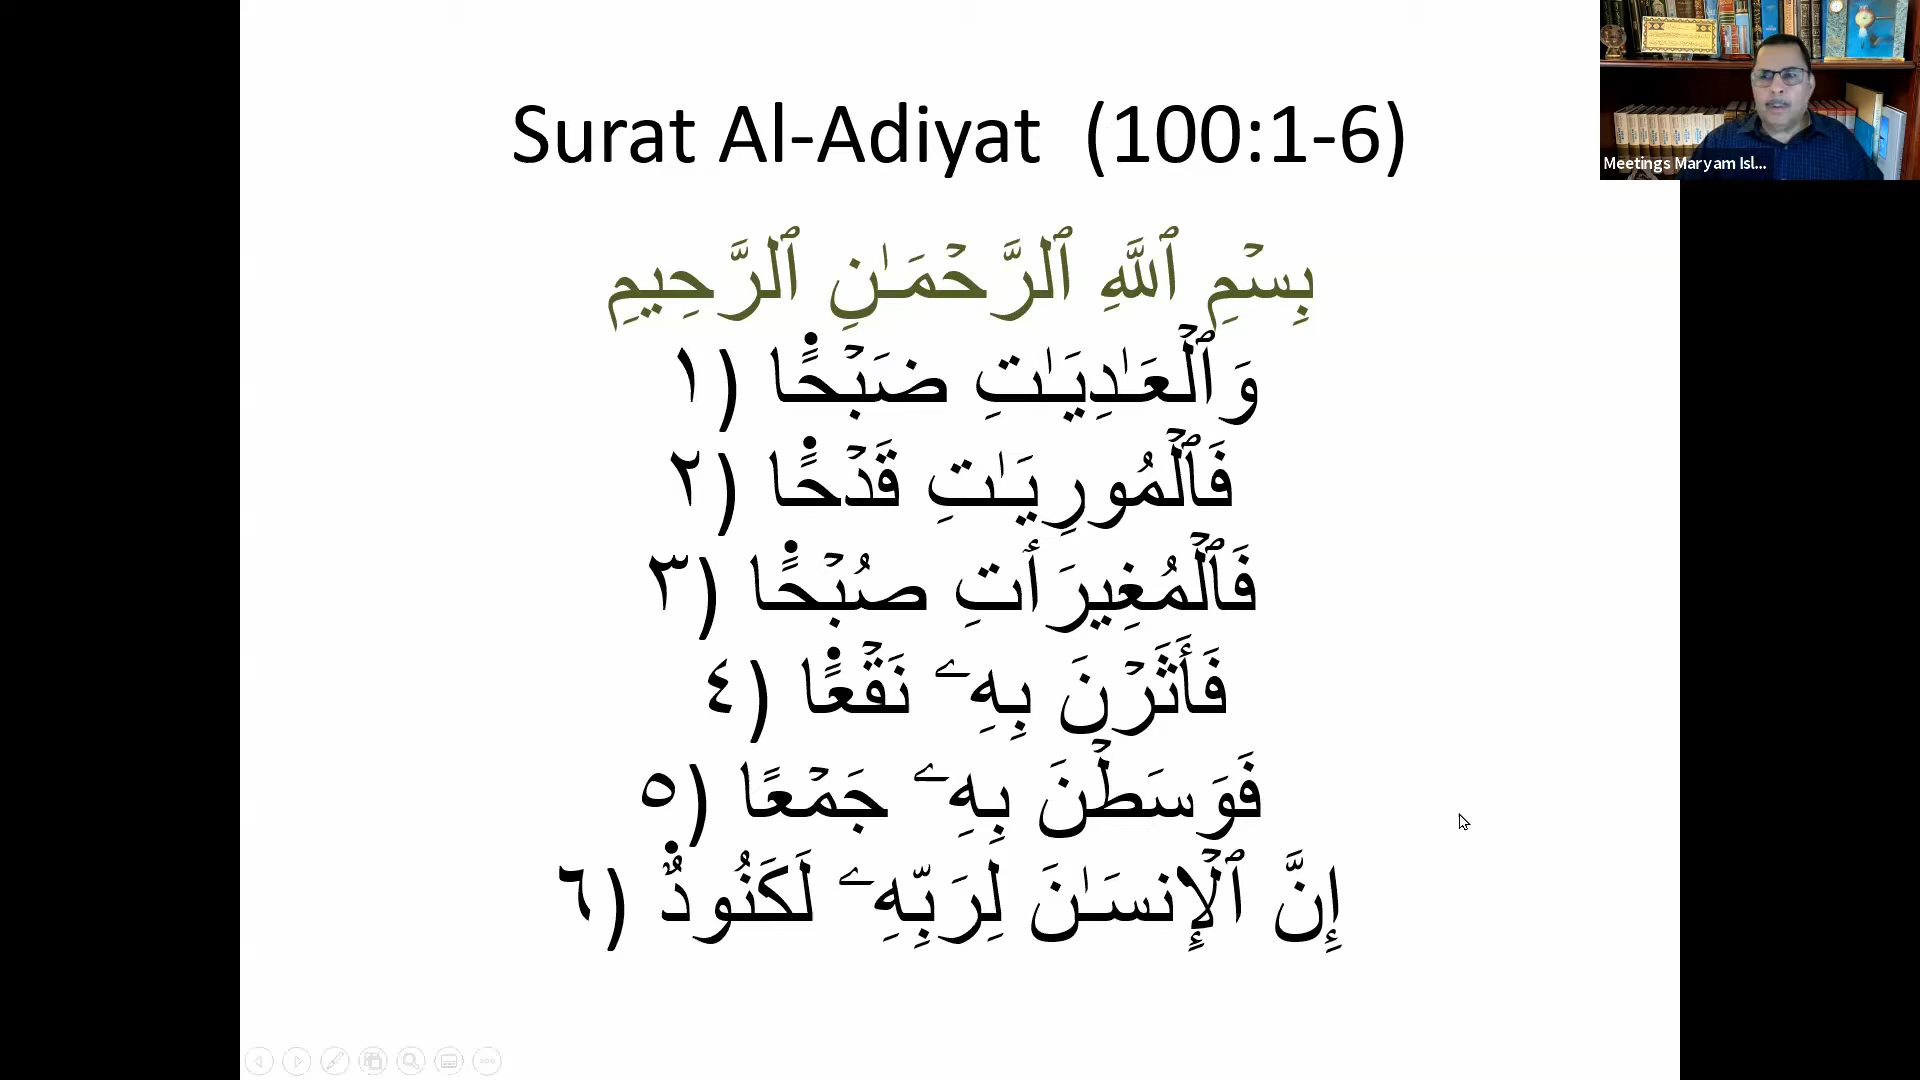 Surat Al-Adiyat (100:1-6)
بِسۡمِ ٱللَّهِ ٱلرَّحۡمَـٰنِ ٱلرَّحِيمِ
وَٱلۡعَـٰدِيَـٰتِ ضَبۡحً۬ا (١
فَٱلۡمُورِيَـٰتِ قَدۡحً۬ا (٢
فَٱلۡمُغِيرَٲتِ صُبۡحً۬ا (٣
فَأَثَرۡنَ بِهِۦ نَقۡعً۬ا (٤
فَوَسَطۡنَ بِهِۦ جَمۡعًا (٥
إِنَّ ٱلۡإِنسَـٰنَ لِرَبِّهِۦ لَكَنُودٌ۬ (٦
Meetings Maryam Isl...